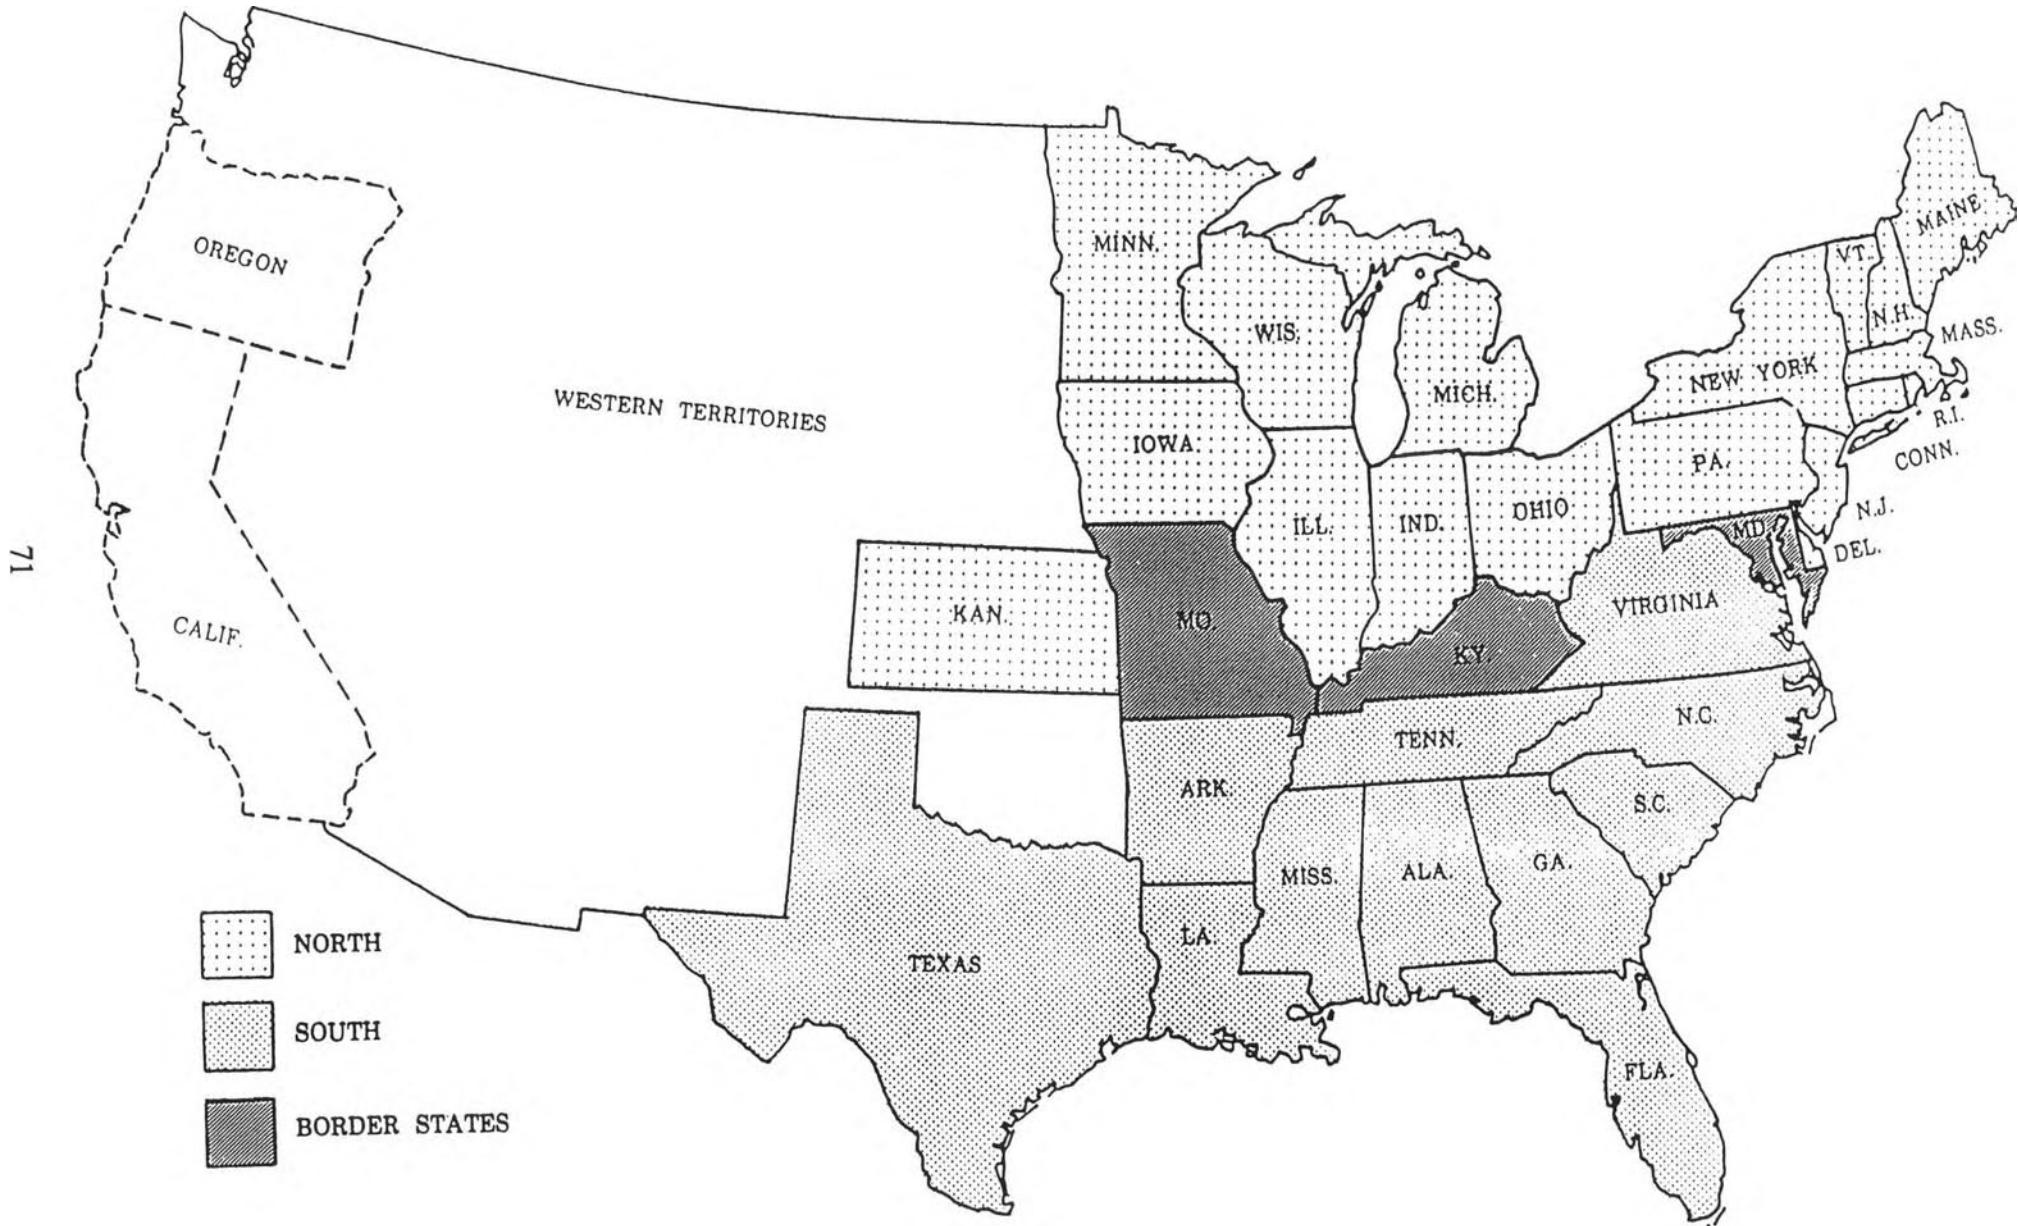 MAINE
VT.
MINN.
OREGON
N.H.
MASS.
WIS.
NEW YORK
MICH.
WESTERN TERRITORIES
R.I.
IOWA
PA.
CONN.
ILL.
IND.
OHIO
N.J.
MD.
DEL.
71
KAN.
MO.
VIRGINIA
CALIF.
KY.
N.C.
TENN.
ARK.
S.C.
MISS.
ALA.
GA.
LA.
TEXAS
FLA.
NORTH
SOUTH
BORDER STATES